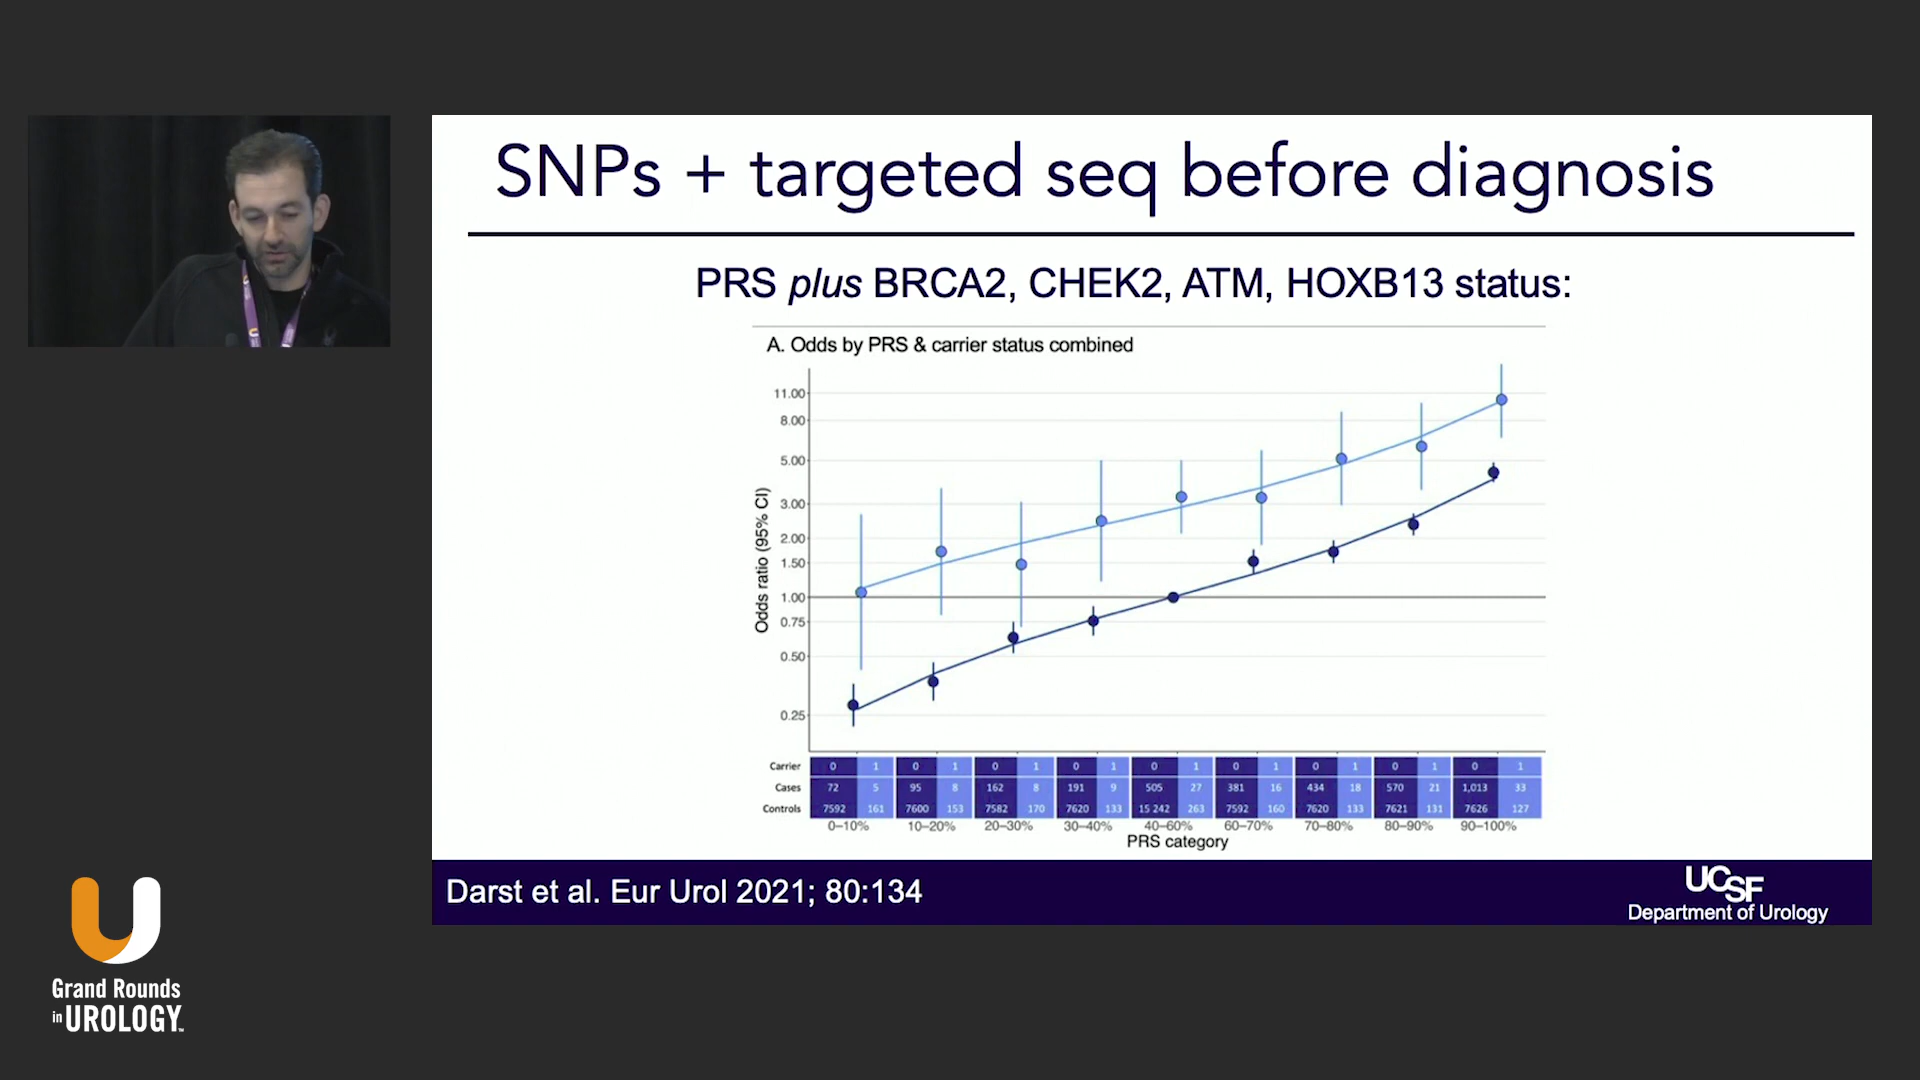 SNPs + targeted seq before diagnosis
PRS plus BRCA2, CHEK2, ATM, HOXB13 status:
A. Odds by PRS & carrier status combined
Odds ratio (95% CI)
11.00
8.00
5.00
3.00
2.00
1.50
1.00
0.75
0.50
0.25
Carrier 0 1 0 1 0 1 0 1 0 1 0 1 0 1 0 1 0 1
Cases 72 5 95 8 162 8 191 9 505 27 381 16 434 18 570 21 1,013 33
Controls 7592 161 7600 153 7582 170 7620 133 15 242 263 7592 160 7620 133 7621 131 7626 127
0–10% 10–20% 20–30% 30–40% 40–60% 60–70% 70–80% 80–90% 90–100%
PRS category
Darst et al. Eur Urol 2021; 80:134
UCSF
Department of Urology
Grand Rounds
in UROLOGY™